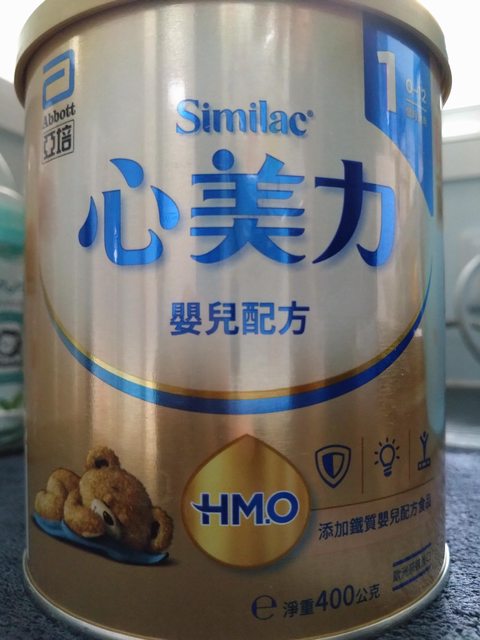 Abbott
亞培
1
Similac®
心美力
嬰兒配方
HMO
添加鐵質嬰兒配方食品
e 淨重400公克